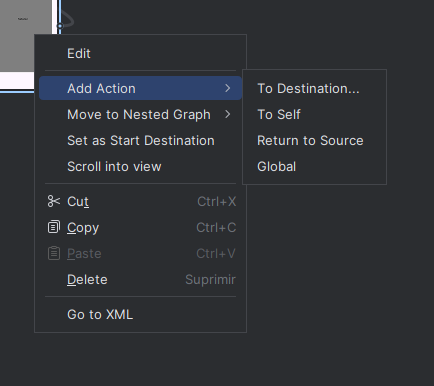 Edit
Add Action
Move to Nested Graph
Set as Start Destination
Scroll into view
Cut Ctrl+X
Copy Ctrl+C
Paste Ctrl+V
Delete Suprimir
Go to XML
To Destination...
To Self
Return to Source
Global